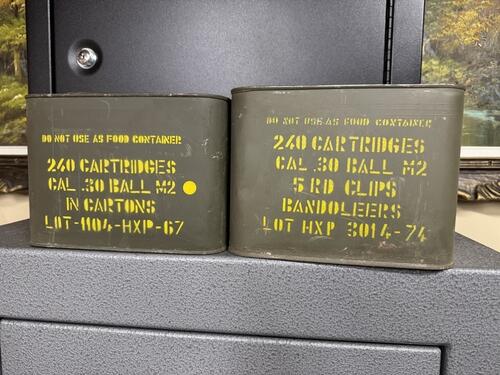 DO NOT USE AS FOOD CONTAINER
240 CARTRIDGES
CAL .30 BALL M2
IN CARTONS
LOT-1104-HXP-67
DO NOT USE AS FOOD CONTAINER
240 CARTRIDGES
CAL .30 BALL M2
5 RD CLIPS
BANDOLEERS
LOT HXP 3014-74